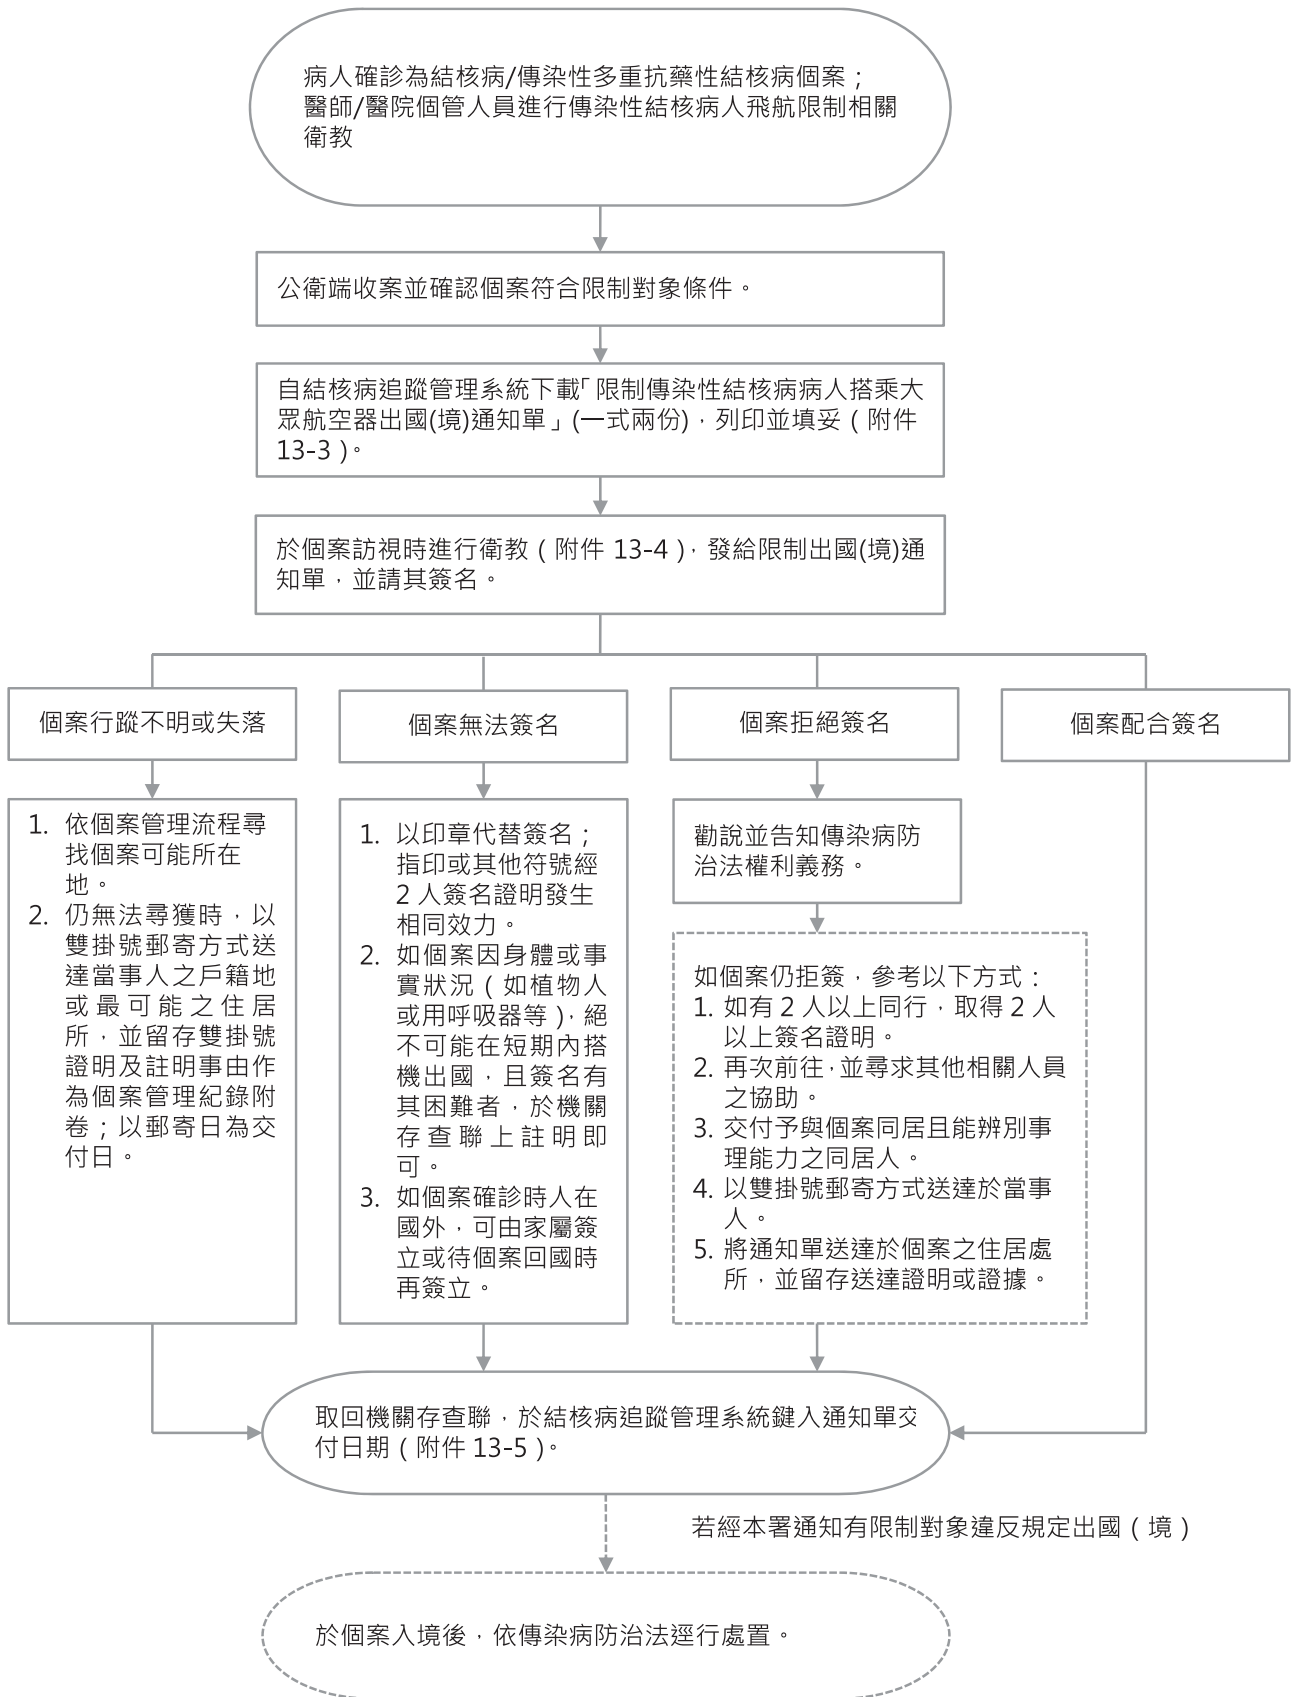 病人確診為結核病/傳染性多重抗藥性結核病個案；
醫師/醫院個管人員進行傳染性結核病人飛航限制相關
衛教
公衛端收案並確認個案符合限制對象條件。
自結核病追蹤管理系統下載「限制傳染性結核病病人搭乘大
眾航空器出國(境)通知單」(一式兩份)，列印並填妥（附件
13-3）。
於個案訪視時進行衛教（附件 13-4），發給限制出國(境)通
知單，並請其簽名。
個案行蹤不明或失落
個案無法簽名
個案拒絕簽名
個案配合簽名
1. 依個案管理流程尋
找個案可能所在
地。
2. 仍無法尋獲時，以
雙掛號郵寄方式送
達當事人之戶籍地
或最可能之住居
所，並留存雙掛號
證明及註明事由作
為個案管理紀錄附
卷；以郵寄日為交
付日。
1. 以印章代替簽名；
指印或其他符號經
2 人簽名證明發生
相同效力。
2. 如個案因身體或事
實狀況（如植物人
或用呼吸器等），絕
不可能在短期內搭
機出國，且簽名有
其困難者，於機關
存查聯上註明即
可。
3. 如個案確診時人在
國外，可由家屬簽
立或待個案回國時
再簽立。
勸說並告知傳染病防
治法權利義務。
如個案仍拒簽，參考以下方式：
1. 如有 2 人以上同行，取得 2 人
以上簽名證明。
2. 再次前往，並尋求其他相關人員
之協助。
3. 交付予與個案同居且能辨別事
理能力之同居人。
4. 以雙掛號郵寄方式送達於當事
人。
5. 將通知單送達於個案之住居處
所，並留存送達證明或證據。
取回機關存查聯，於結核病追蹤管理系統鍵入通知單交
付日期（附件 13-5）。
若經本署通知有限制對象違反規定出國（境）
於個案入境後，依傳染病防治法逕行處置。